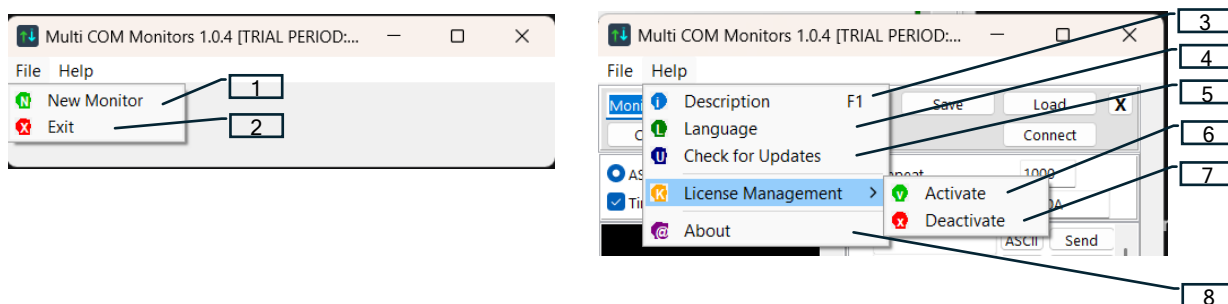 Multi COM Monitors 1.0.4 [TRIAL PERIOD:...
File Help
New Monitor
Exit
1
2
Multi COM Monitors 1.0.4 [TRIAL PERIOD:...
File Help
Moni
Save
Load
X
Connect
Description F1
Language
Check for Updates
License Management >
About
1000
Activate
Deactivate
ASCII
Send
3
4
5
6
7
8